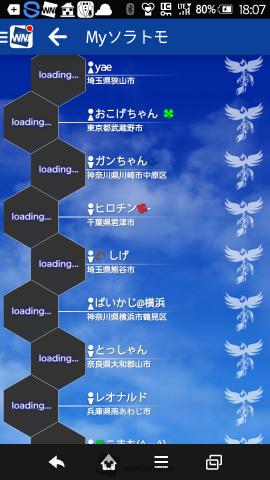 80% 18:07
WN Myソラトモ
loading... yae
埼玉県狭山市
loading... おこげちゃん
東京都武蔵野市
loading... ガンちゃん
神奈川県川崎市中原区
loading... ヒロチン
千葉県君津市
loading... しげ
埼玉県熊谷市
loading... ばいかじ@横浜
神奈川県横浜市鶴見区
loading... とっしゃん
奈良県大和郡山市
loading... レオナルド
兵庫県南あわじ市